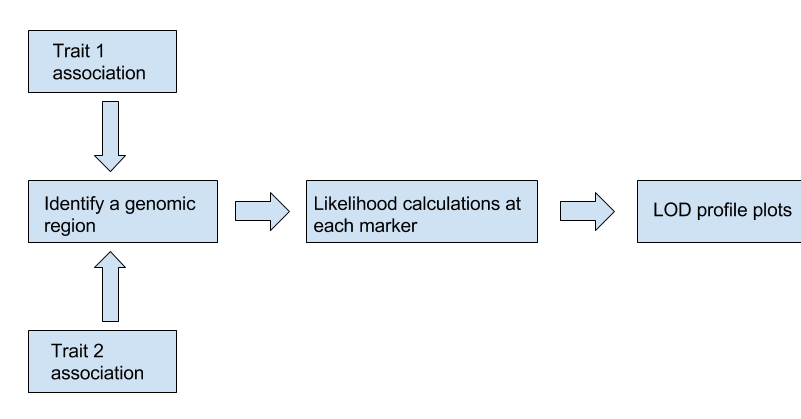 Trait 1
association
Identify a genomic
region
Likelihood calculations at
each marker
LOD profile plots
Trait 2
association